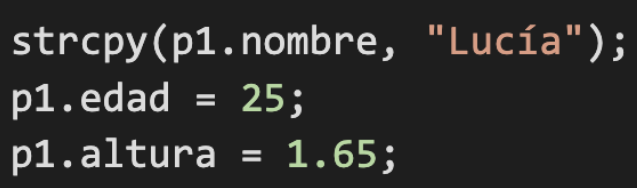 strcpy(p1.nombre, "Lucía");
p1.edad = 25;
p1.altura = 1.65;